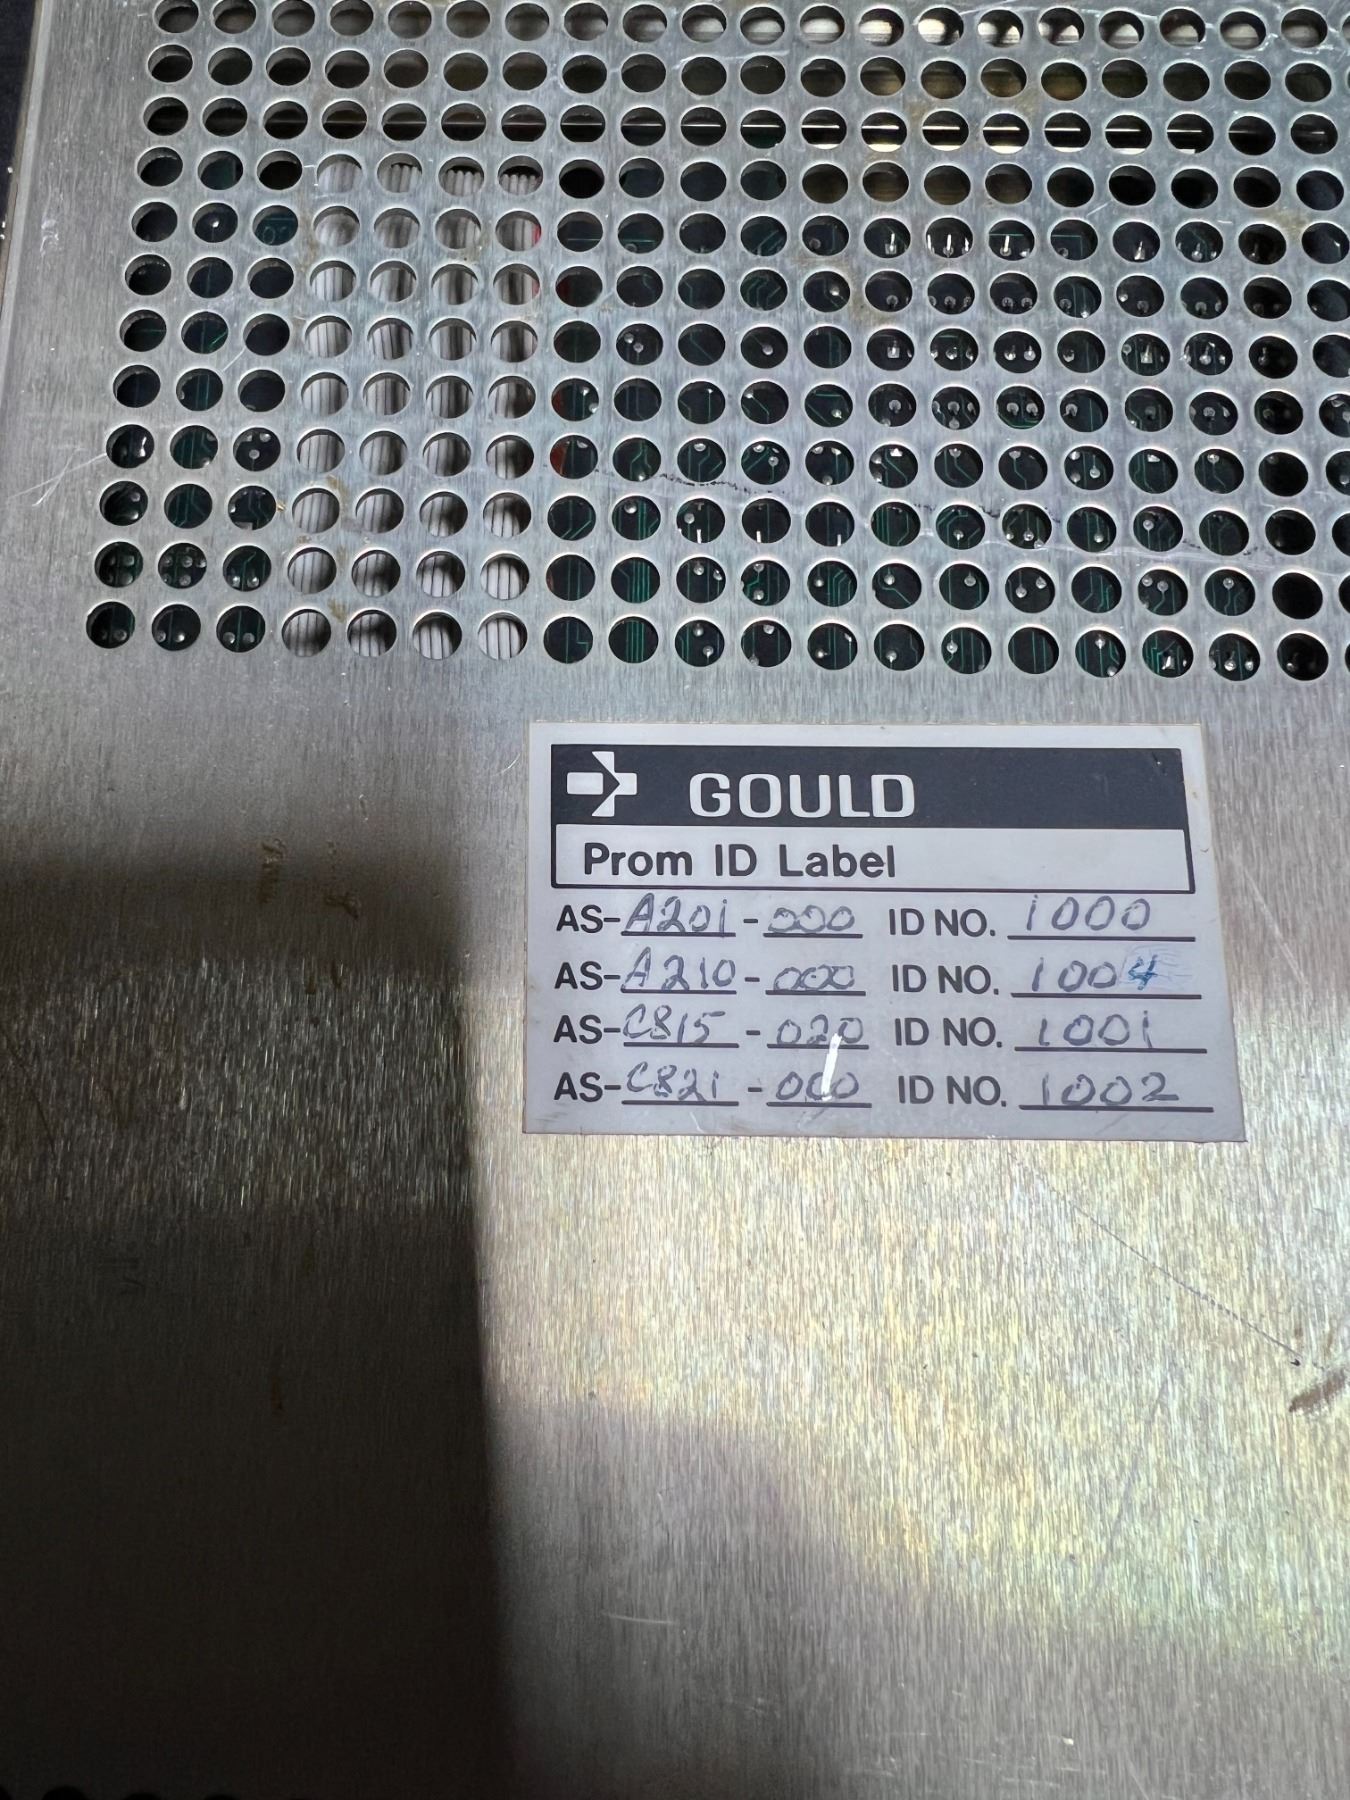 GOULD
Prom ID Label
AS-A201-000 ID NO. 1000
AS-A210-000 ID NO. 1004
AS-C815-020 ID NO. 1001
AS-C821-000 ID NO. 1002